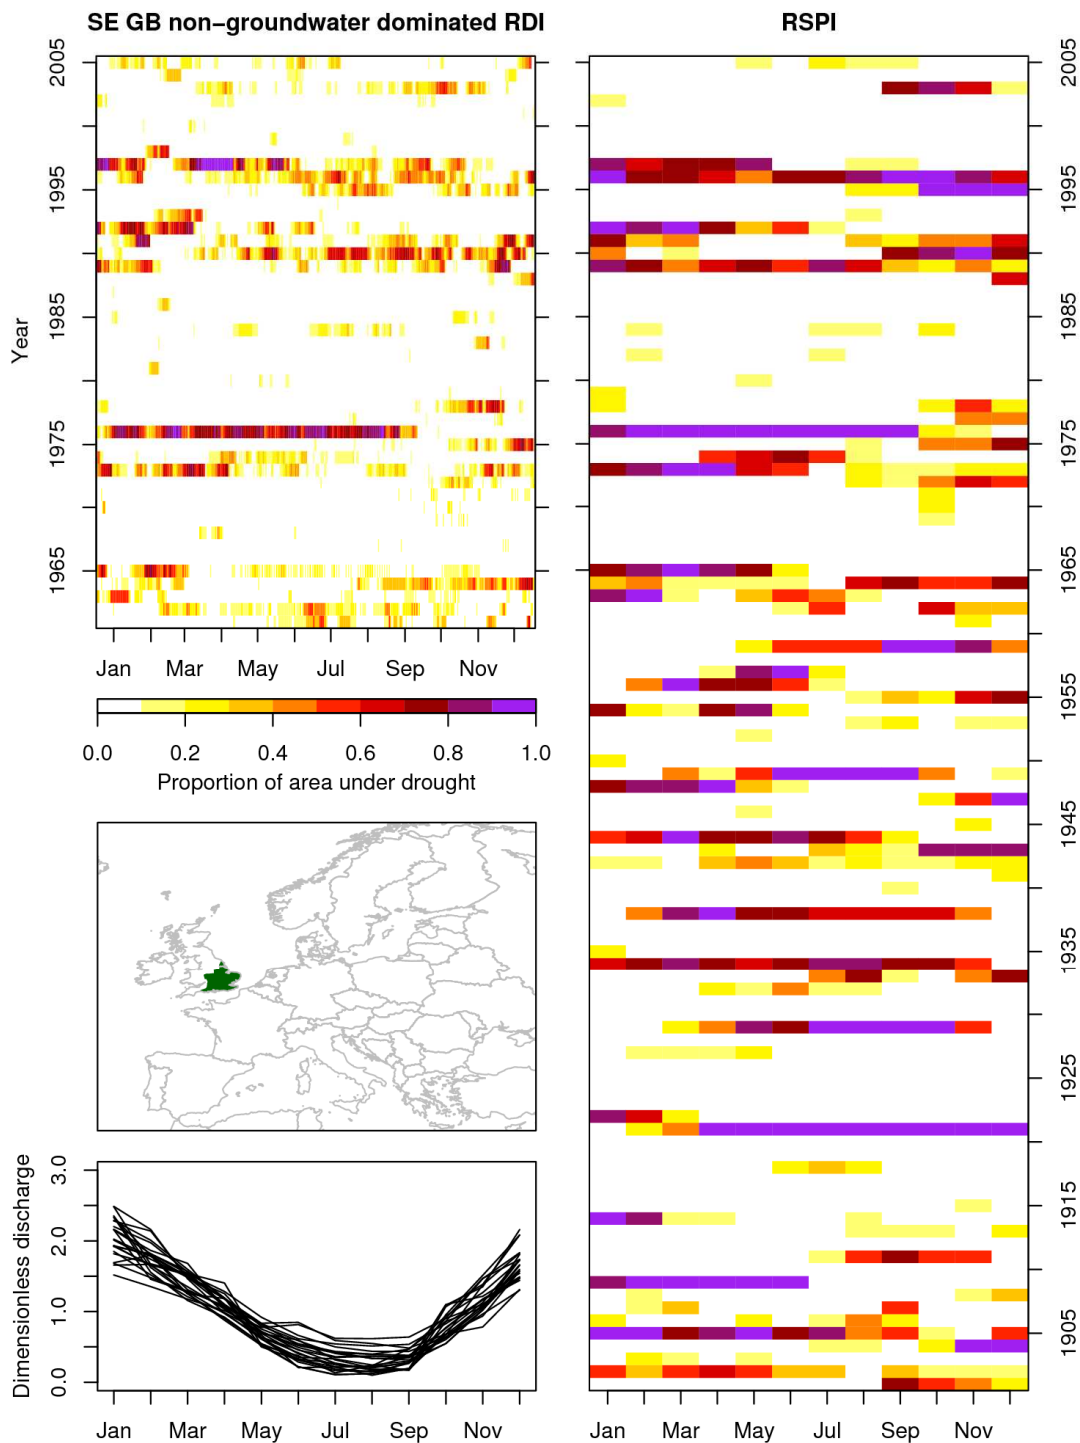 SE GB non−groundwater dominated RDI
Year
2005
1995
1985
1975
1965
Jan Mar May Jul Sep Nov
0.0 0.2 0.4 0.6 0.8 1.0
Proportion of area under drought
Dimensionless discharge
3.0
2.0
1.0
0.0
Jan Mar May Jul Sep Nov
RSPI
2005
1995
1985
1975
1965
1955
1945
1935
1925
1915
1905
Jan Mar May Jul Sep Nov